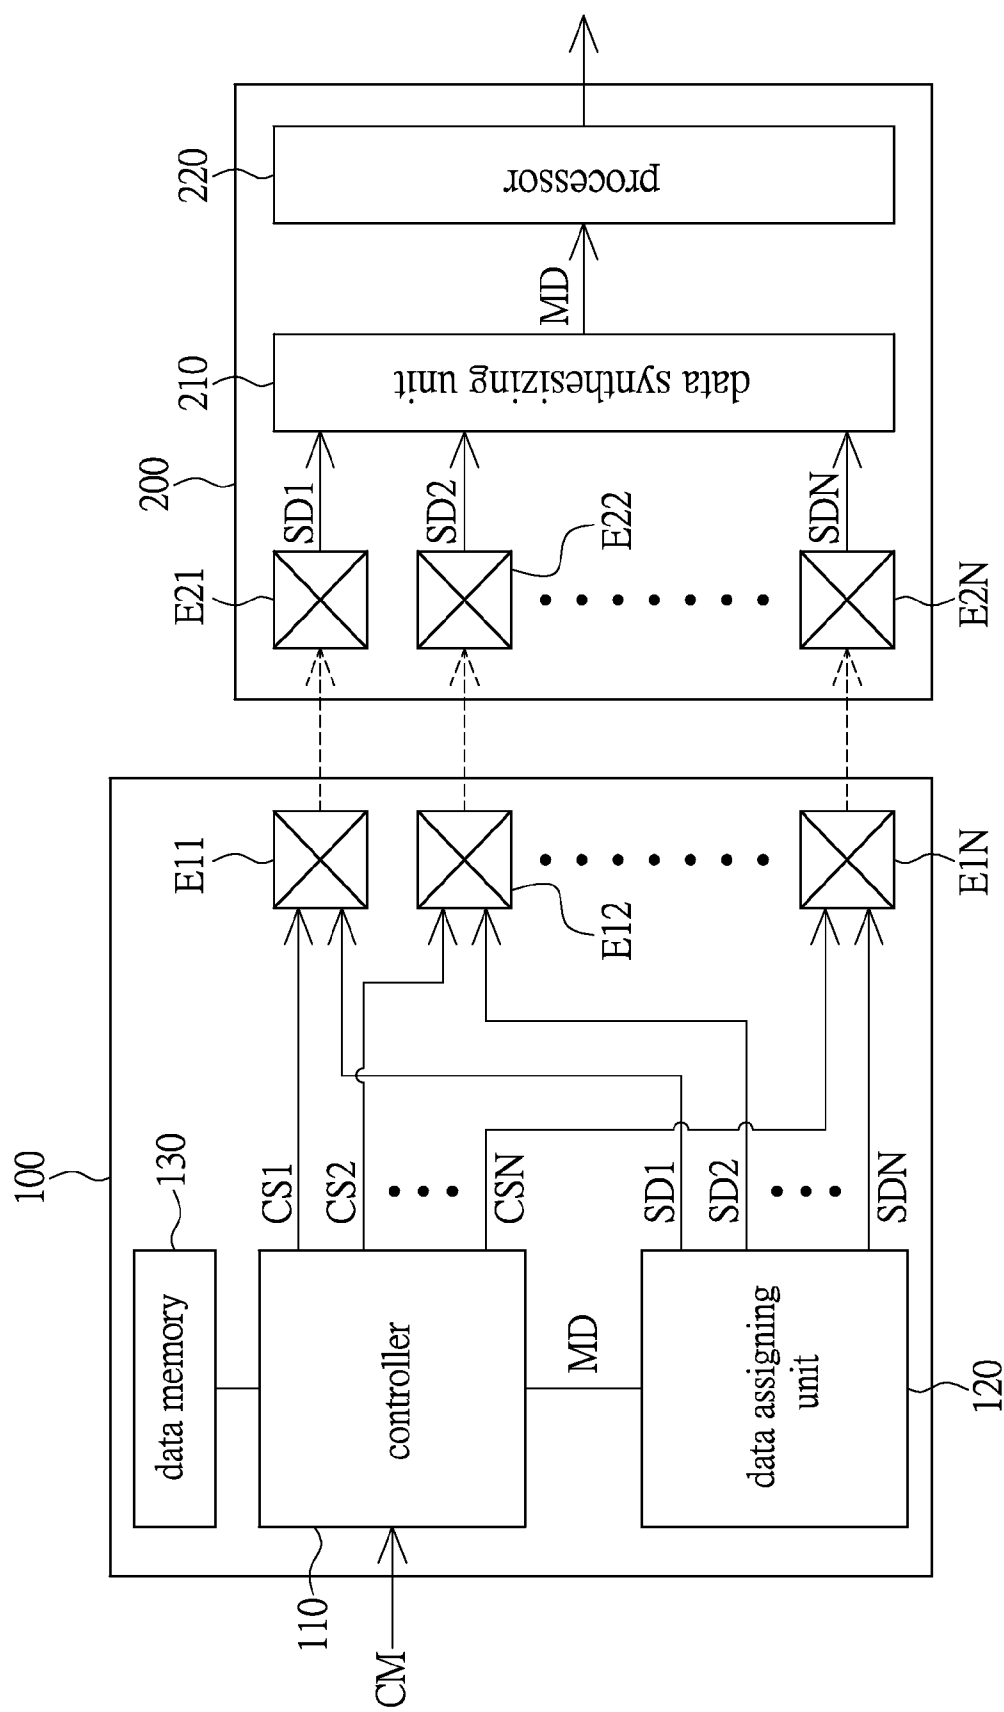 100
130
data memory
CS1
CS2
CSN
controller
110
CM
MD
SD1
SD2
SDN
data assigning
unit
120
E11
E12
E1N
200
E21
E22
E2N
SD1
SD2
SDN
210
data synthesizing unit
MD
220
processor